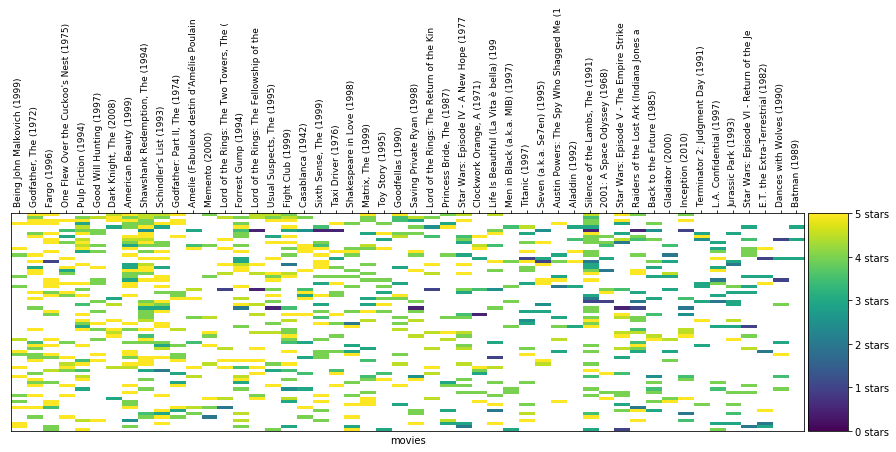 Being John Malkovich (1999)
Godfather, The (1972)
Fargo (1996)
One Flew Over the Cuckoo's Nest (1975)
Pulp Fiction (1994)
Good Will Hunting (1997)
Dark Knight, The (2008)
American Beauty (1999)
Shawshank Redemption, The (1994)
Schindler's List (1993)
Godfather: Part II, The (1974)
Amelie (Fabuleux destin d'Amélie Poulain
Memento (2000)
Lord of the Rings: The Two Towers, The (
Forrest Gump (1994)
Lord of the Rings: The Fellowship of the
Usual Suspects, The (1995)
Fight Club (1999)
Casablanca (1942)
Sixth Sense, The (1999)
Taxi Driver (1976)
Shakespeare in Love (1998)
Matrix, The (1999)
Toy Story (1995)
Goodfellas (1990)
Saving Private Ryan (1998)
Lord of the Rings: The Return of the Kin
Princess Bride, The (1987)
Star Wars: Episode IV - A New Hope (1977
Clockwork Orange, A (1971)
Life Is Beautiful (La Vita è bella) (199
Men in Black (a.k.a. MIB) (1997)
Titanic (1997)
Seven (a.k.a. Se7en) (1995)
Austin Powers: The Spy Who Shagged Me (1
Aladdin (1992)
Silence of the Lambs, The (1991)
2001: A Space Odyssey (1968)
Star Wars: Episode V - The Empire Strike
Raiders of the Lost Ark (Indiana Jones a
Back to the Future (1985)
Gladiator (2000)
Inception (2010)
Terminator 2: Judgment Day (1991)
L.A. Confidential (1997)
Jurassic Park (1993)
Star Wars: Episode VI - Return of the Je
E.T. the Extra-Terrestrial (1982)
Dances with Wolves (1990)
Batman (1989)
5 stars
4 stars
3 stars
2 stars
1 stars
0 stars
movies